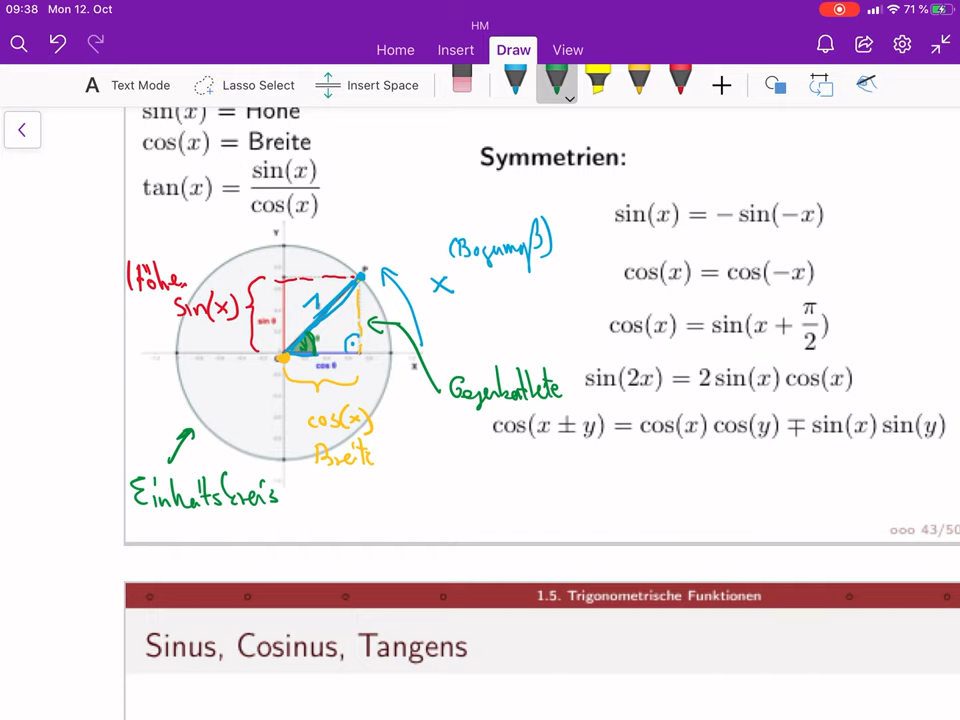 09:38 Mon 12. Oct
71 %
HM
Home Insert Draw View
A Text Mode Lasso Select Insert Space
sin(x) = Höhe
cos(x) = Breite
tan(x) = sin(x) / cos(x)
Symmetrien:
sin(x) = − sin(−x)
cos(x) = cos(−x)
cos(x) = sin(x + π/2)
sin(2x) = 2 sin(x) cos(x)
cos(x ± y) = cos(x) cos(y) ∓ sin(x) sin(y)
Y
P
(Bogenmaß)
x
Höhe
sin(x)
1
sin θ
θ
X
cos θ
Gegenkathete
cos(x)
Breite
Einheitskreis
43/50
1.5. Trigonometrische Funktionen
Sinus, Cosinus, Tangens